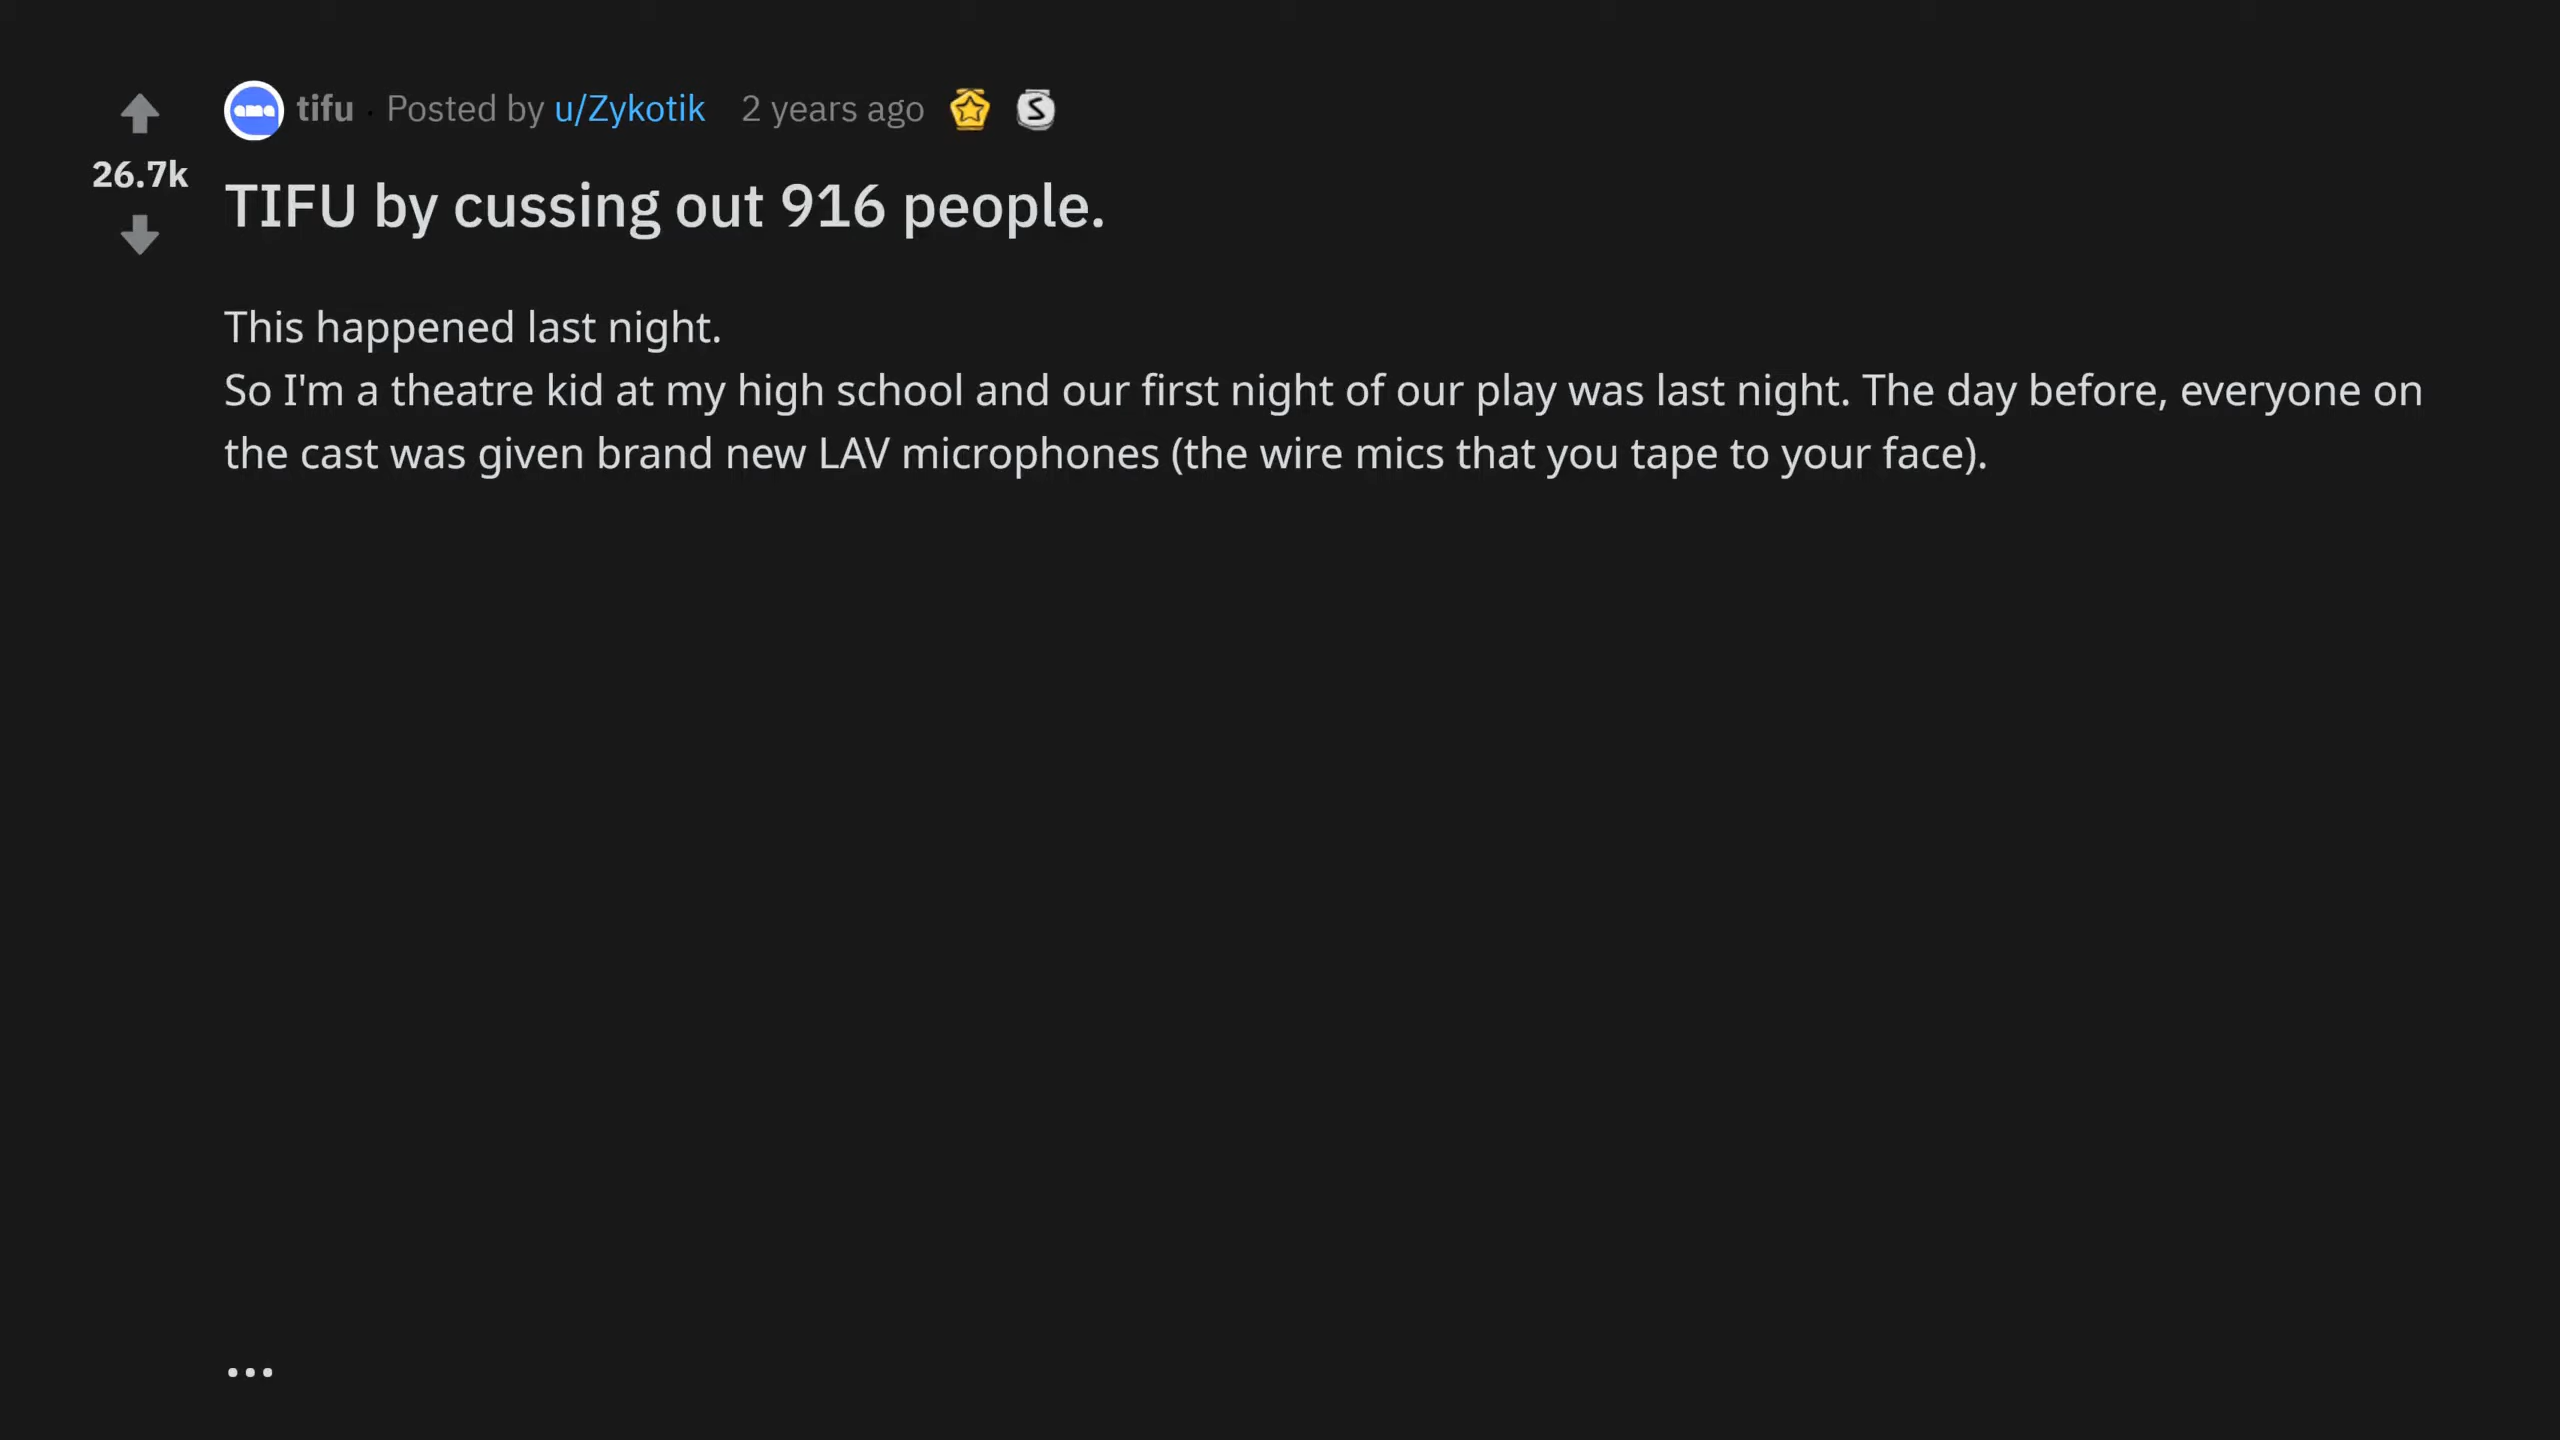 tifu · Posted by u/Zykotik 2 years ago
26.7k
TIFU by cussing out 916 people.
This happened last night.
So I'm a theatre kid at my high school and our first night of our play was last night. The day before, everyone on
the cast was given brand new LAV microphones (the wire mics that you tape to your face).
...